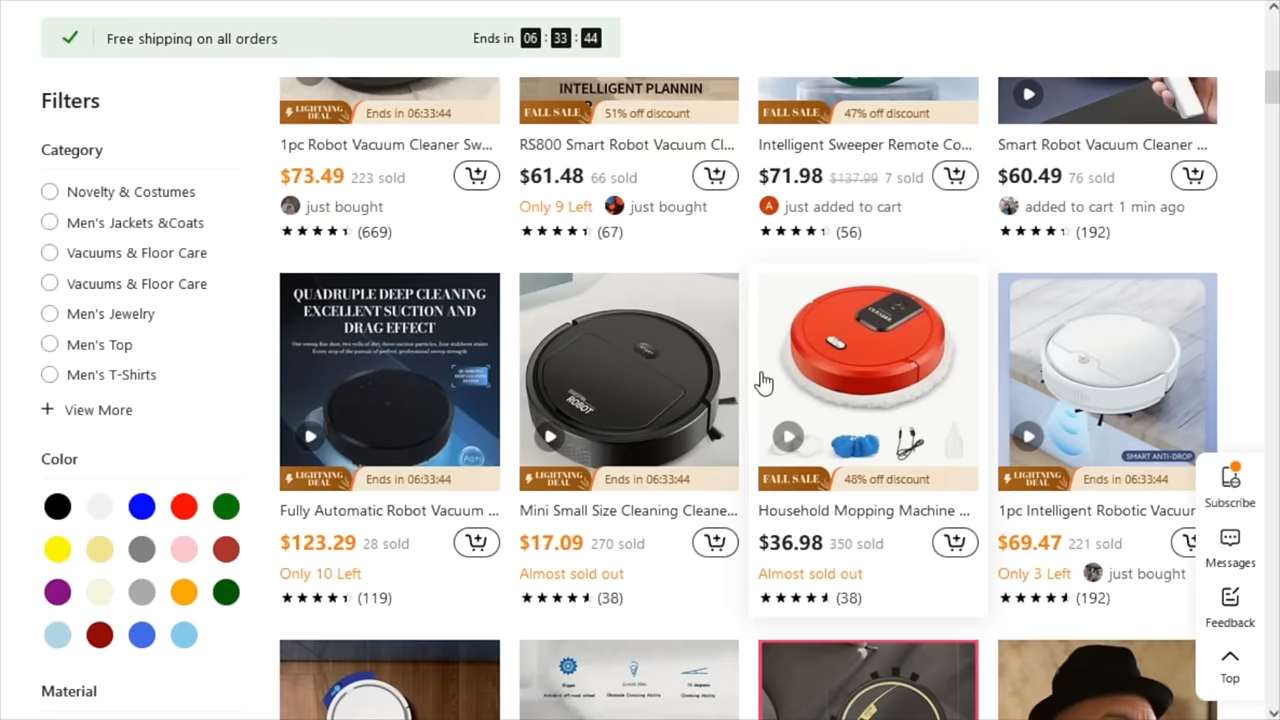 Free shipping on all orders
Ends in 06 : 33 : 44
Filters
Category
Novelty & Costumes
Men's Jackets &Coats
Vacuums & Floor Care
Vacuums & Floor Care
Men's Jewelry
Men's Top
Men's T-Shirts
+ View More
Color
Material
LIGHTNING DEAL Ends in 06:33:44
1pc Robot Vacuum Cleaner Sw...
$73.49 223 sold
just bought
(669)
INTELLIGENT PLANNIN
FALL SALE 51% off discount
RS800 Smart Robot Vacuum Cl...
$61.48 66 sold
Only 9 Left just bought
(67)
FALL SALE 47% off discount
Intelligent Sweeper Remote Co...
$71.98 $137.99 7 sold
A just added to cart
(56)
Smart Robot Vacuum Cleaner ...
$60.49 76 sold
added to cart 1 min ago
(192)
QUADRUPLE DEEP CLEANING
EXCELLENT SUCTION AND
DRAG EFFECT
Ag+
LIGHTNING DEAL Ends in 06:33:44
Fully Automatic Robot Vacuum ...
$123.29 28 sold
Only 10 Left
(119)
ROBOT
LIGHTNING DEAL Ends in 06:33:44
Mini Small Size Cleaning Cleane...
$17.09 270 sold
Almost sold out
(38)
FALL SALE 48% off discount
Household Mopping Machine ...
$36.98 350 sold
Almost sold out
(38)
SMART ANTI-DROP
LIGHTNING DEAL Ends in 06:33:44
1pc Intelligent Robotic Vacuur
$69.47 221 sold
Only 3 Left just bought
(192)
Subscribe
Messages
Feedback
Top